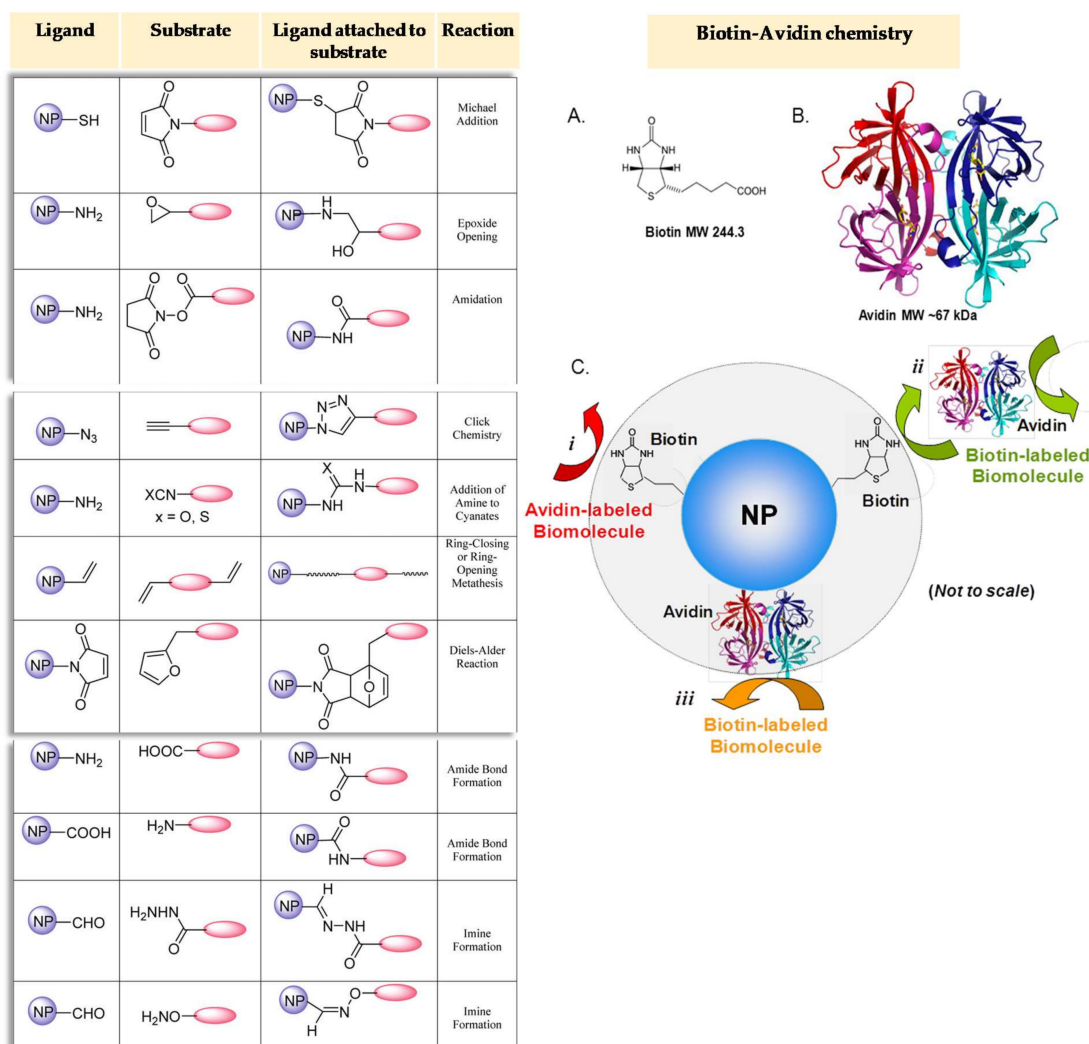 Ligand
Substrate
Ligand attached to
substrate
Reaction
NP
SH
O
N
O
NP
S
O
N
O
Michael
Addition
NP
NH2
O
NP
H
N
HO
Epoxide
Opening
NP
NH2
O
O
N
O
O
O
NP
NH
Amidation
NP
N3
NP
N
N
N
Click
Chemistry
NP
NH2
XCN
x = O, S
X
H
N
NP
NH
Addition of
Amine to
Cyanates
NP
NP
Ring-Closing
or Ring-
Opening
Metathesis
NP
O
N
O
O
NP
O
N
O
O
Diels-Alder
Reaction
NP
NH2
HOOC
NP
NH
O
Amide Bond
Formation
NP
COOH
H2N
NP
O
HN
Amide Bond
Formation
NP
CHO
H2NHN
O
NP
H
N
NH
O
Imine
Formation
NP
CHO
H2NO
NP
H
N
O
Imine
Formation
Biotin-Avidin chemistry
A.
O
HN
NH
H
H
S
COOH
Biotin MW 244.3
B.
Avidin MW ~67 kDa
C.
i
Avidin-labeled
Biomolecule
O
HN
NH
S
Biotin
NP
O
HN
NH
S
Biotin
ii
Avidin
Biotin-labeled
Biomolecule
(Not to scale)
Avidin
iii
Biotin-labeled
Biomolecule